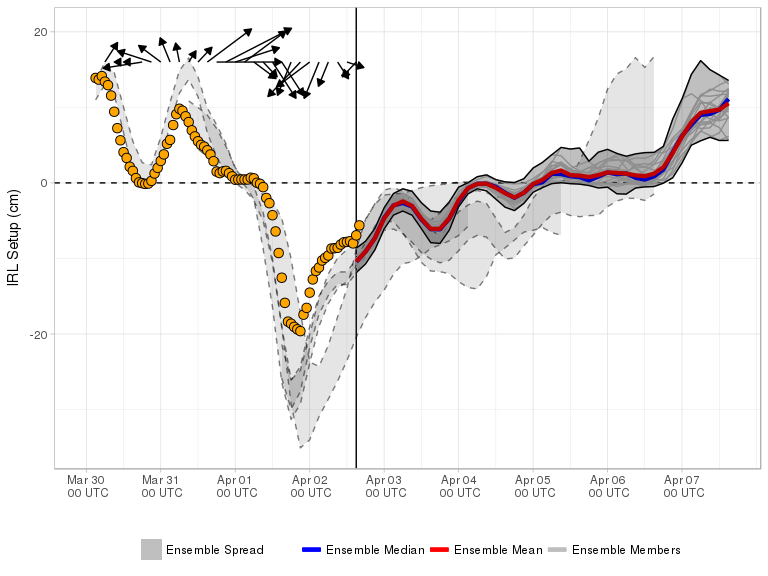 20
0
-20
IRL Setup (cm)
Mar 30 Mar 31 Apr 01 Apr 02 Apr 03 Apr 04 Apr 05 Apr 06 Apr 07
00 UTC 00 UTC 00 UTC 00 UTC 00 UTC 00 UTC 00 UTC 00 UTC 00 UTC
Ensemble Spread Ensemble Median Ensemble Mean Ensemble Members